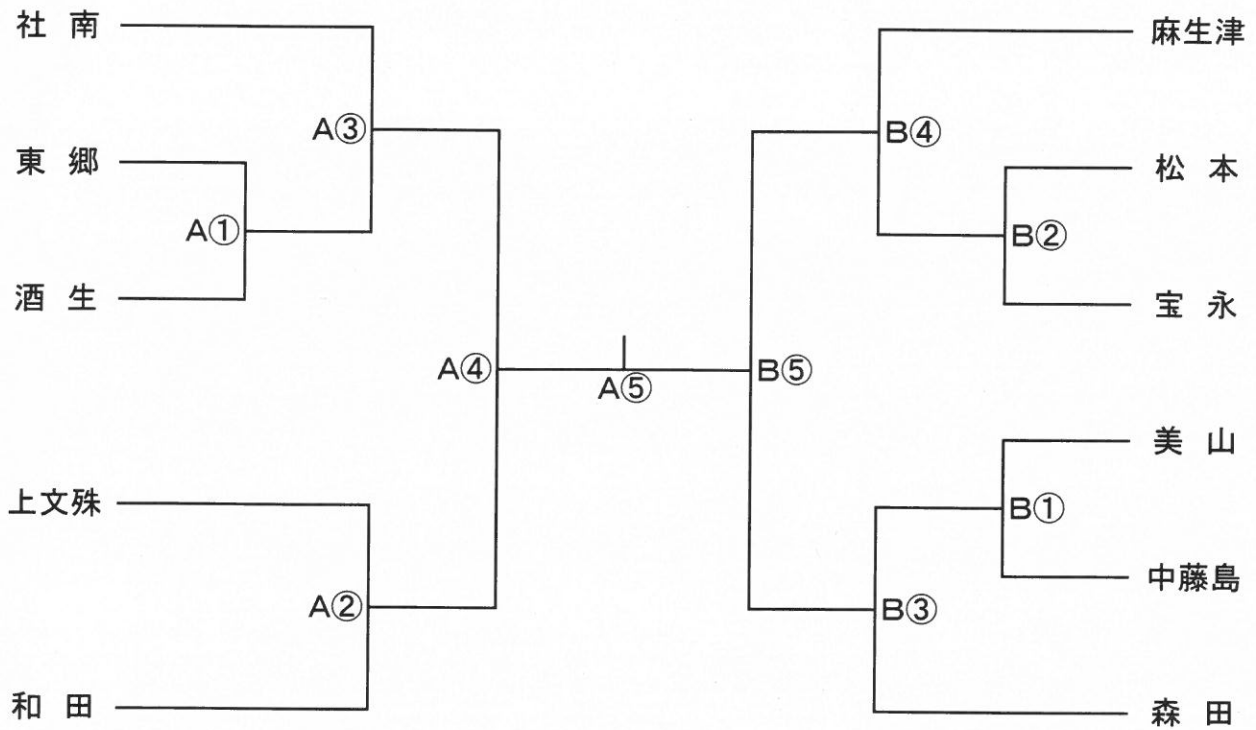 社南
東郷
酒生
上文殊
和田
A①
A③
A②
A④
A⑤
B⑤
B④
B②
B①
B③
麻生津
松本
宝永
美山
中藤島
森田